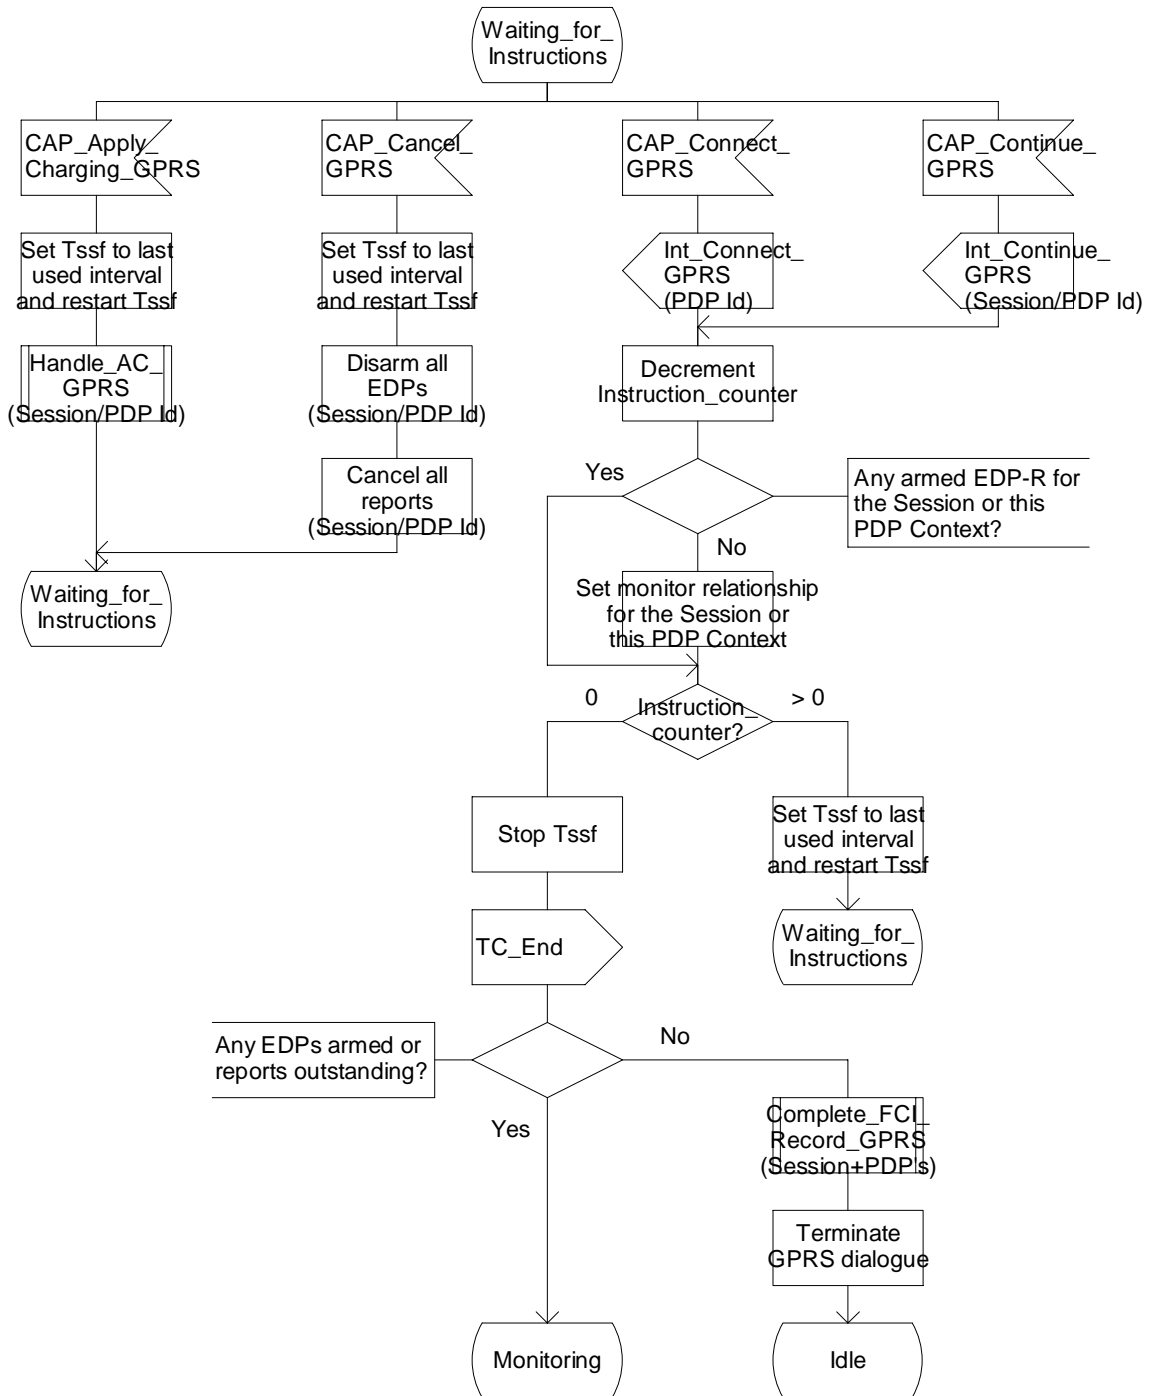 Waiting_for_
Instructions
CAP_Apply_
Charging_GPRS
CAP_Cancel_
GPRS
CAP_Connect_
GPRS
CAP_Continue_
GPRS
Set Tssf to last
used interval
and restart Tssf
Set Tssf to last
used interval
and restart Tssf
Int_Connect_
GPRS
(PDP Id)
Int_Continue_
GPRS
(Session/PDP Id)
Handle_AC_
GPRS
(Session/PDP Id)
Disarm all
EDPs
(Session/PDP Id)
Decrement
Instruction_counter
Cancel all
reports
(Session/PDP Id)
Yes
Any armed EDP-R for
the Session or this
PDP Context?
No
Waiting_for_
Instructions
Set monitor relationship
for the Session or
this PDP Context
0
Instruction_
counter?
> 0
Stop Tssf
Set Tssf to last
used interval
and restart Tssf
TC_End
Waiting_for_
Instructions
Any EDPs armed or
reports outstanding?
No
Yes
Complete_FCI_
Record_GPRS
(Session+PDP's)
Terminate
GPRS dialogue
Monitoring
Idle